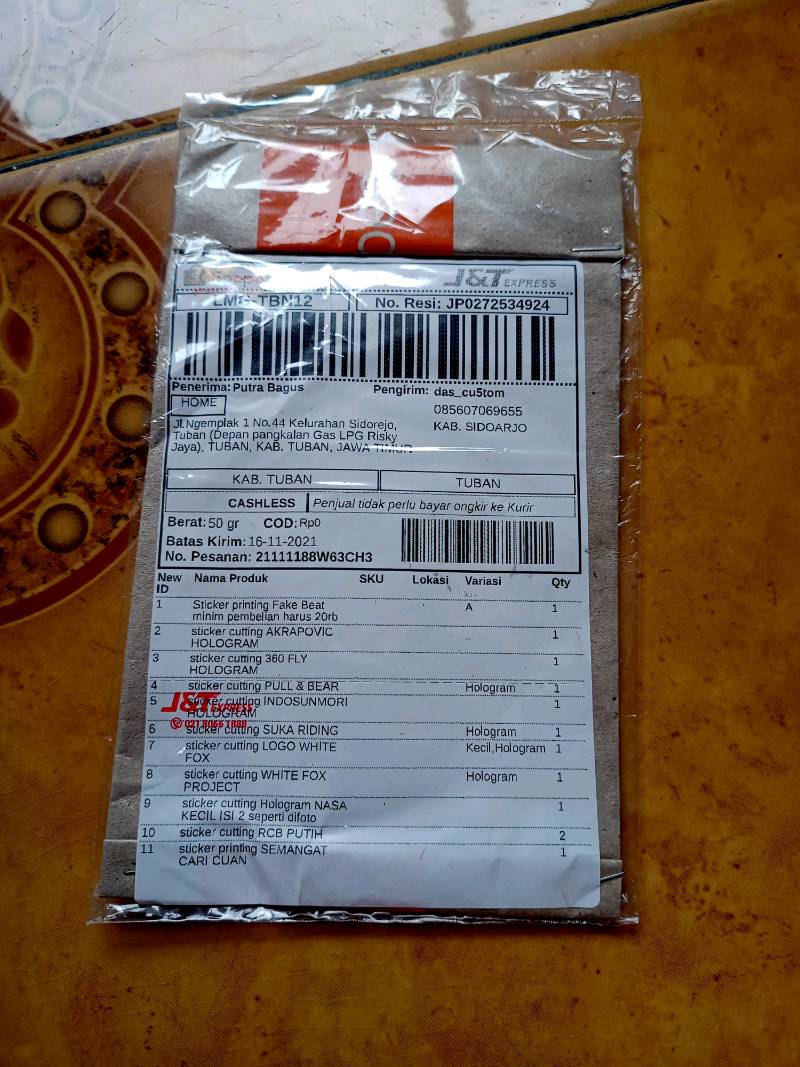 J&T EXPRESS
TBN12
No. Resi: JP0272534924
Penerima: Putra Bagus
Pengirim: das_cu5tom
HOME
085607069655
Jl.Ngemplak 1 No.44 Kelurahan Sidorejo,
KAB. SIDOARJO
Tuban (Depan pangkalan Gas LPG Risky
Jaya), TUBAN, KAB. TUBAN, JAWA TIMUR
KAB. TUBAN
TUBAN
CASHLESS
Penjual tidak perlu bayar ongkir ke Kurir
Berat: 50 gr COD: Rp0
Batas Kirim: 16-11-2021
No. Pesanan: 21111188W63CH3
New ID Nama Produk SKU Lokasi Variasi Qty
1 Sticker printing Fake Beat A 1
minim pembelian harus 20rb
2 sticker cutting AKRAPOVIC 1
HOLOGRAM
3 sticker cutting 360 FLY 1
HOLOGRAM
4 sticker cutting PULL & BEAR Hologram 1
5 sticker cutting INDOSUNMORI 1
HOLOGRAM
J&T EXPRESS
021 8066 1888
6 sticker cutting SUKA RIDING Hologram 1
7 sticker cutting LOGO WHITE Kecil,Hologram 1
FOX
8 sticker cutting WHITE FOX Hologram 1
PROJECT
9 sticker cutting Hologram NASA 1
KECIL ISI 2 seperti difoto
10 sticker cutting RCB PUTIH 2
11 sticker printing SEMANGAT 1
CARI CUAN